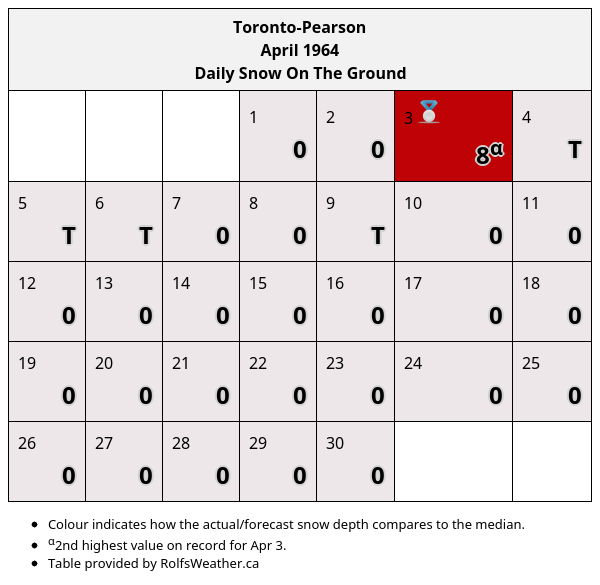 Toronto-Pearson
April 1964
Daily Snow On The Ground
1 2 3 4
0 0 8α T
5 6 7 8 9 10 11
T T 0 0 T 0 0
12 13 14 15 16 17 18
0 0 0 0 0 0 0
19 20 21 22 23 24 25
0 0 0 0 0 0 0
26 27 28 29 30
0 0 0 0 0
• Colour indicates how the actual/forecast snow depth compares to the median.
• α2nd highest value on record for Apr 3.
• Table provided by RolfsWeather.ca